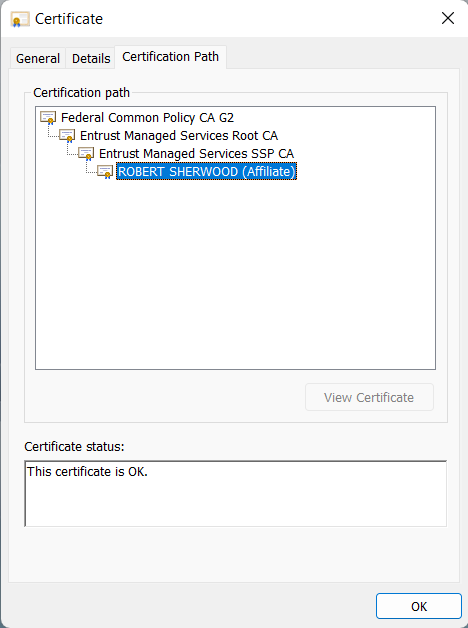 Certificate
General Details Certification Path
Certification path
Federal Common Policy CA G2
Entrust Managed Services Root CA
Entrust Managed Services SSP CA
ROBERT SHERWOOD (Affiliate)
View Certificate
Certificate status:
This certificate is OK.
OK